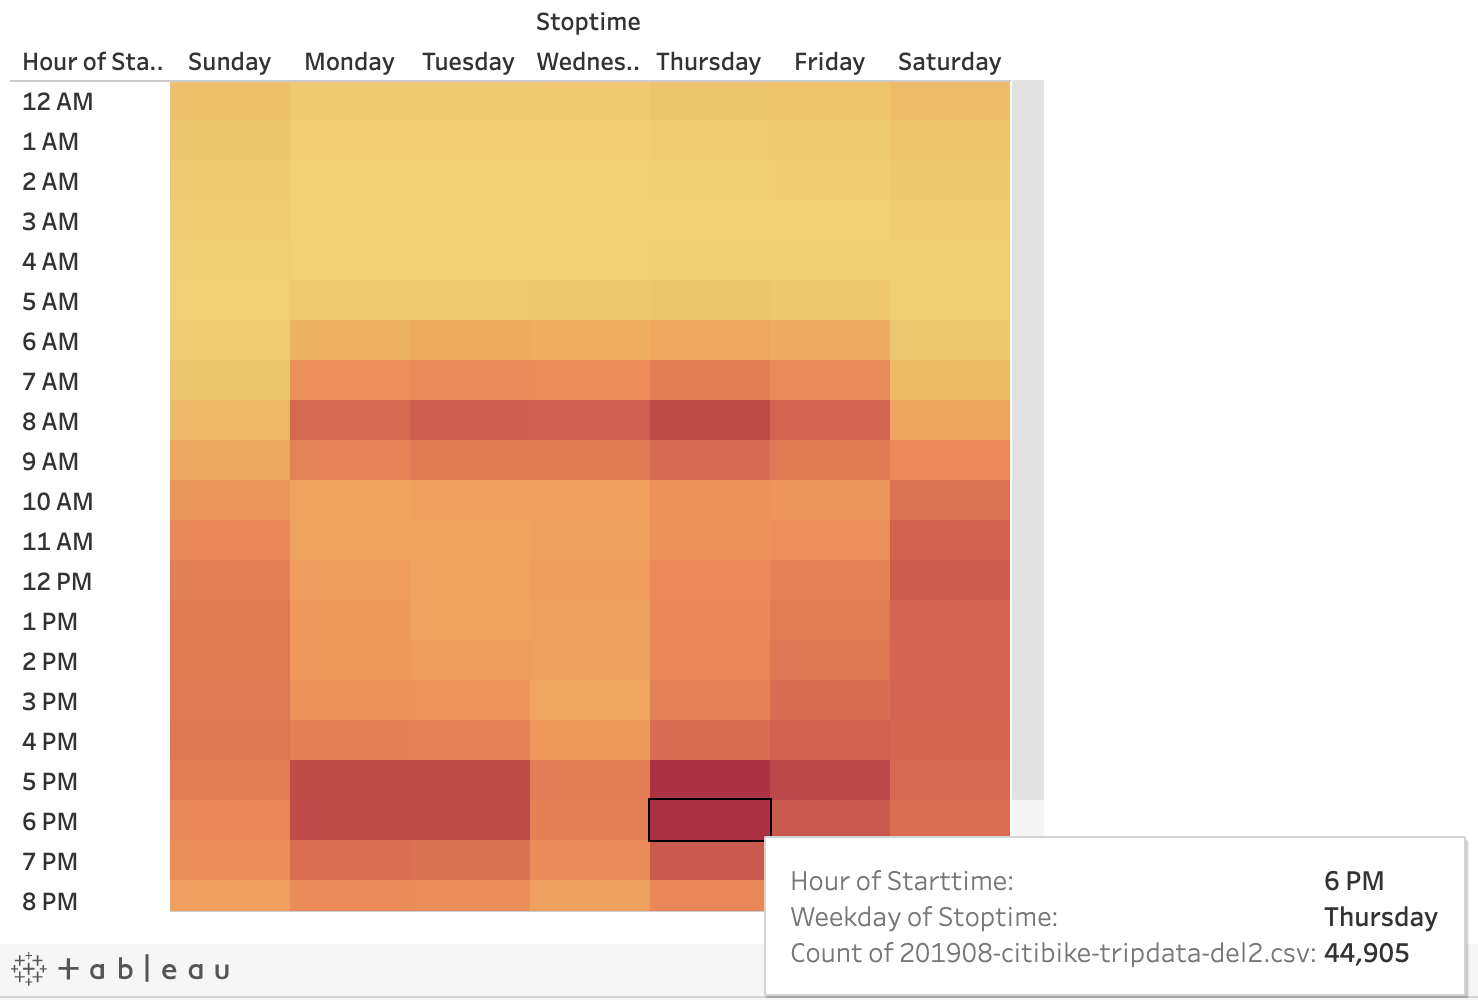 Stoptime
Hour of Sta.. Sunday Monday Tuesday Wednes.. Thursday Friday Saturday
12 AM
1 AM
2 AM
3 AM
4 AM
5 AM
6 AM
7 AM
8 AM
9 AM
10 AM
11 AM
12 PM
1 PM
2 PM
3 PM
4 PM
5 PM
6 PM
7 PM
8 PM
Hour of Starttime: 6 PM
Weekday of Stoptime: Thursday
Count of 201908-citibike-tripdata-del2.csv: 44,905
+ableau